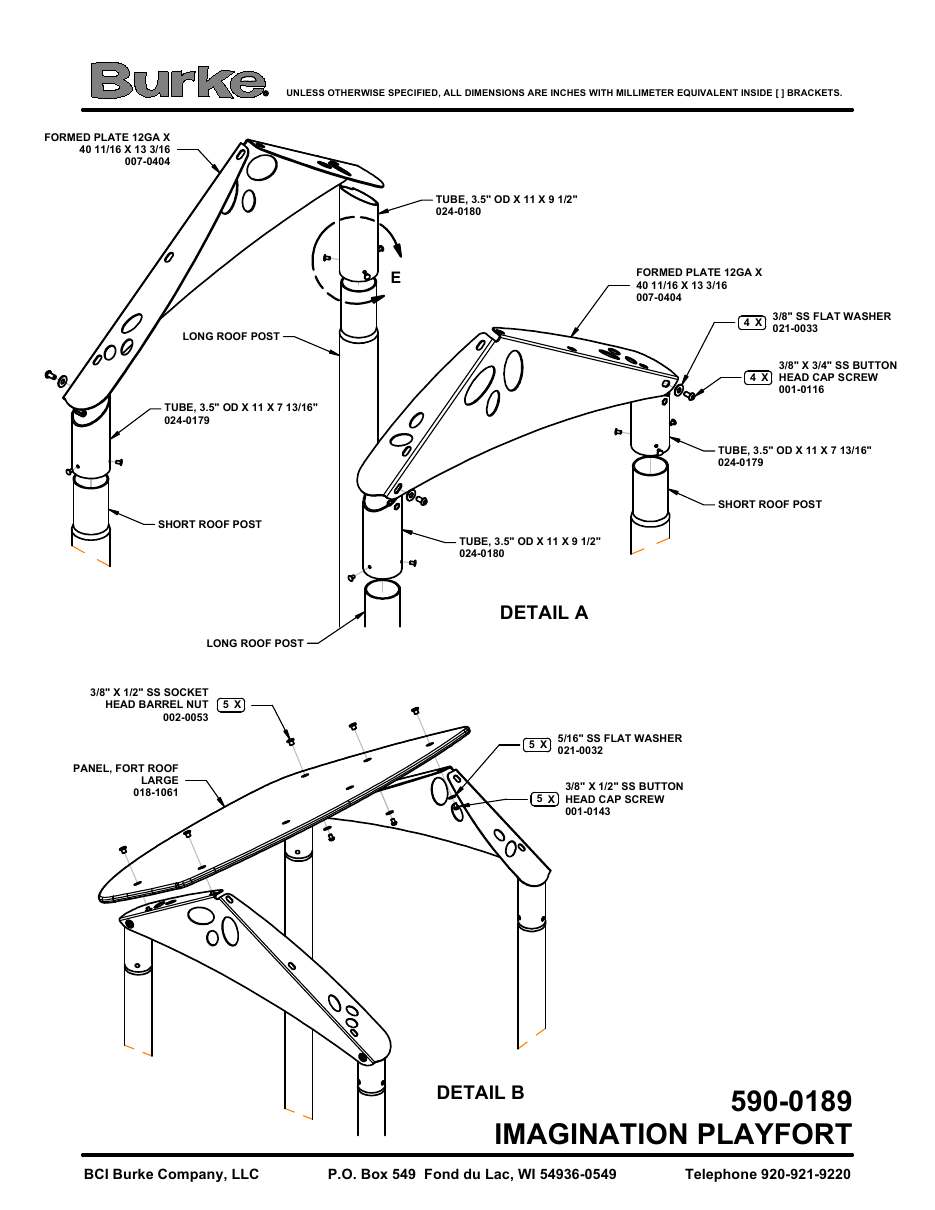 Burke
UNLESS OTHERWISE SPECIFIED, ALL DIMENSIONS ARE INCHES WITH MILLIMETER EQUIVALENT INSIDE [ ] BRACKETS.
FORMED PLATE 12GA X
40 11/16 X 13 3/16
007-0404
TUBE, 3.5" OD X 11 X 9 1/2"
024-0180
E
FORMED PLATE 12GA X
40 11/16 X 13 3/16
007-0404
4 X
3/8" SS FLAT WASHER
021-0033
LONG ROOF POST
4 X
3/8" X 3/4" SS BUTTON
HEAD CAP SCREW
001-0116
TUBE, 3.5" OD X 11 X 7 13/16"
024-0179
TUBE, 3.5" OD X 11 X 7 13/16"
024-0179
SHORT ROOF POST
SHORT ROOF POST
TUBE, 3.5" OD X 11 X 9 1/2"
024-0180
DETAIL A
LONG ROOF POST
3/8" X 1/2" SS SOCKET
HEAD BARREL NUT
002-0053
5 X
5 X
5/16" SS FLAT WASHER
021-0032
PANEL, FORT ROOF
LARGE
018-1061
5 X
3/8" X 1/2" SS BUTTON
HEAD CAP SCREW
001-0143
DETAIL B
590-0189
IMAGINATION PLAYFORT
BCI Burke Company, LLC
P.O. Box 549 Fond du Lac, WI 54936-0549
Telephone 920-921-9220